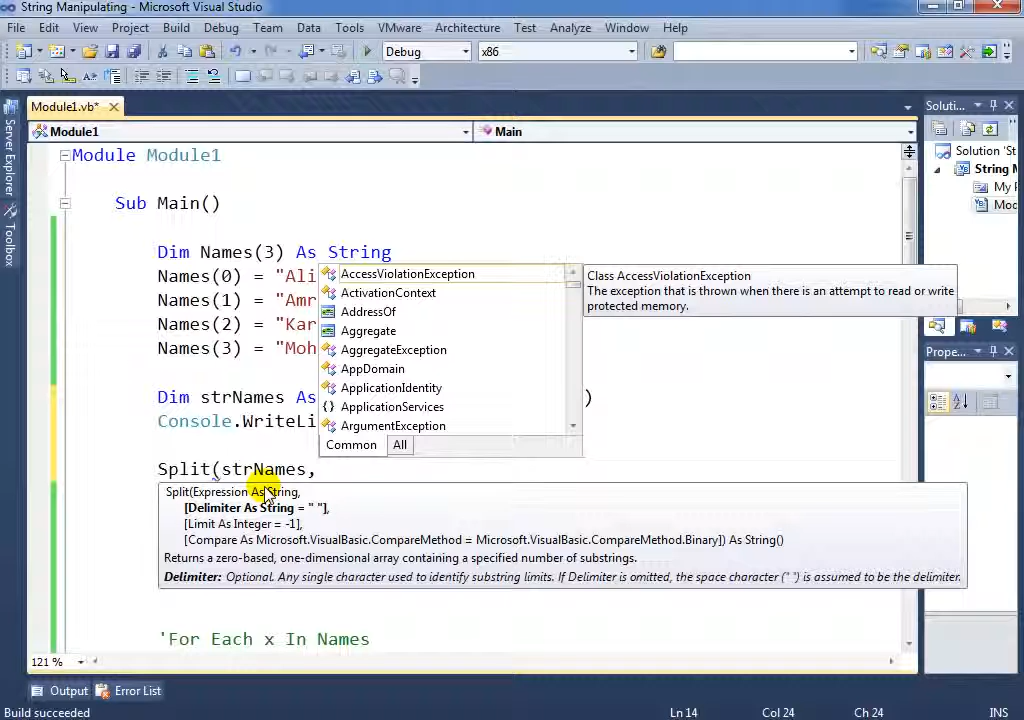 String Manipulating - Microsoft Visual Studio
File Edit View Project Build Debug Team Data Tools VMware Architecture Test Analyze Window Help
Debug x86
Module1.vb*
Soluti...
Module1 Main
Server Explorer
Toolbox
Solution 'St
String M
My
Mod
Module Module1
Sub Main()
Dim Names(3) As String
Names(0) = "Ali
Names(1) = "Amr
Names(2) = "Kar
Names(3) = "Moh
AccessViolationException
ActivationContext
AddressOf
Aggregate
AggregateException
AppDomain
ApplicationIdentity
{} ApplicationServices
ArgumentException
Common All
Class AccessViolationException
The exception that is thrown when there is an attempt to read or write
protected memory.
Prope...
Dim strNames As )
Console.WriteLi
Split(strNames,
Split(Expression As String,
[Delimiter As String = " "],
[Limit As Integer = -1],
[Compare As Microsoft.VisualBasic.CompareMethod = Microsoft.VisualBasic.CompareMethod.Binary]) As String()
Returns a zero-based, one-dimensional array containing a specified number of substrings.
Delimiter: Optional. Any single character used to identify substring limits. If Delimiter is omitted, the space character (" ") is assumed to be the delimiter.
'For Each x In Names
121 %
Output Error List
Build succeeded Ln 14 Col 24 Ch 24 INS